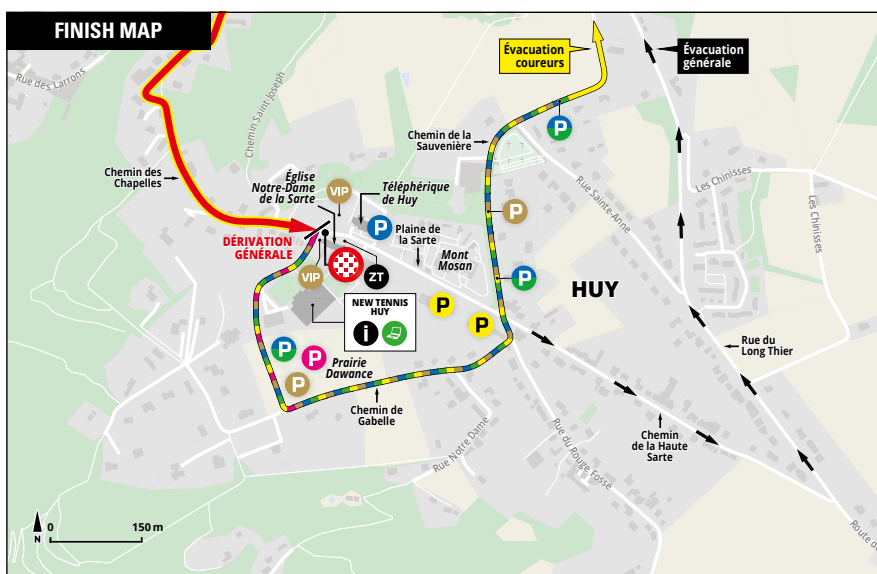 FINISH MAP
Évacuation
coureurs
Évacuation
générale
Rue des Larrons
Chemin Saint-Joseph
Chemin de la
Sauvenière
P
Chemin des
Chapelles
Église
Notre-Dame
de la Sarte
VIP
Téléphérique
de Huy
Rue Sainte-Anne
Les Chinisses
Les Chinisses
P
P
Plaine de
la Sarte
DÉRIVATION
GÉNÉRALE
VIP
ZT
Mont
Mosan
P
HUY
NEW TENNIS
HUY
i
P
P
P
P
Prairie
Dawance
P
Rue du
Long Thier
Chemin de
Gabelle
Rue Notre Dame
Rue du Rouge Fosse
Chemin
de la Haute
Sarte
Route de
N
0
150 m